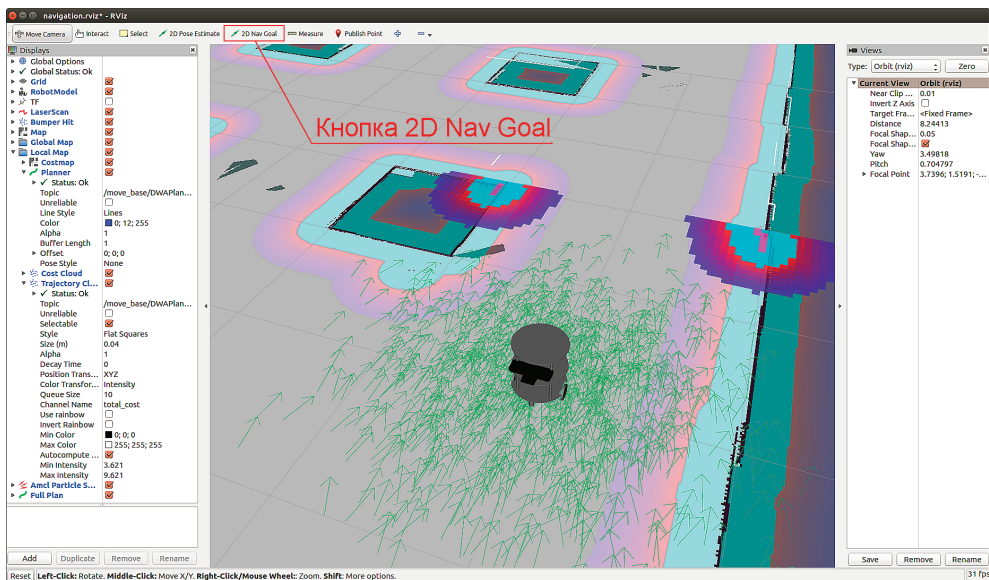 navigation.rviz* - RViz
Move Camera Interact Select 2D Pose Estimate 2D Nav Goal Measure Publish Point
Displays
Global Options
Global Status: Ok
Grid
RobotModel
TF
LaserScan
Bumper Hit
Map
Global Map
Local Map
Costmap
Planner
Status: Ok
Topic /move_base/DWAPlan...
Unreliable
Line Style Lines
Color 0; 12; 255
Alpha 1
Buffer Length 1
Offset 0; 0; 0
Pose Style None
Cost Cloud
Trajectory Cl...
Status: Ok
Topic /move_base/DWAPlan...
Unreliable
Selectable
Style Flat Squares
Size (m) 0.04
Alpha 1
Decay Time 0
Position Trans... XYZ
Color Transfor... Intensity
Queue Size 10
Channel Name total_cost
Use rainbow
Invert Rainbow
Min Color 0; 0; 0
Max Color 255; 255; 255
Autocompute ...
Min Intensity 3.621
Max Intensity 9.621
Amcl Particle S...
Full Plan
Add Duplicate Remove Rename
Кнопка 2D Nav Goal
Views
Type: Orbit (rviz) Zero
Current View Orbit (rviz)
Near Clip ... 0.01
Invert Z Axis
Target Fra... <Fixed Frame>
Distance 8.24413
Focal Shap... 0.05
Focal Shap...
Yaw 3.49818
Pitch 0.704797
Focal Point 3.7396; 1.5191; -...
Save Remove Rename
Reset Left-Click: Rotate. Middle-Click: Move X/Y. Right-Click/Mouse Wheel:: Zoom. Shift: More options. 31 fps